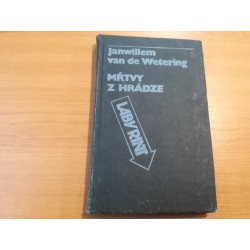 Janwillem
van de Wetering
MŔTVY
Z HRÁDZE
LABYRINT